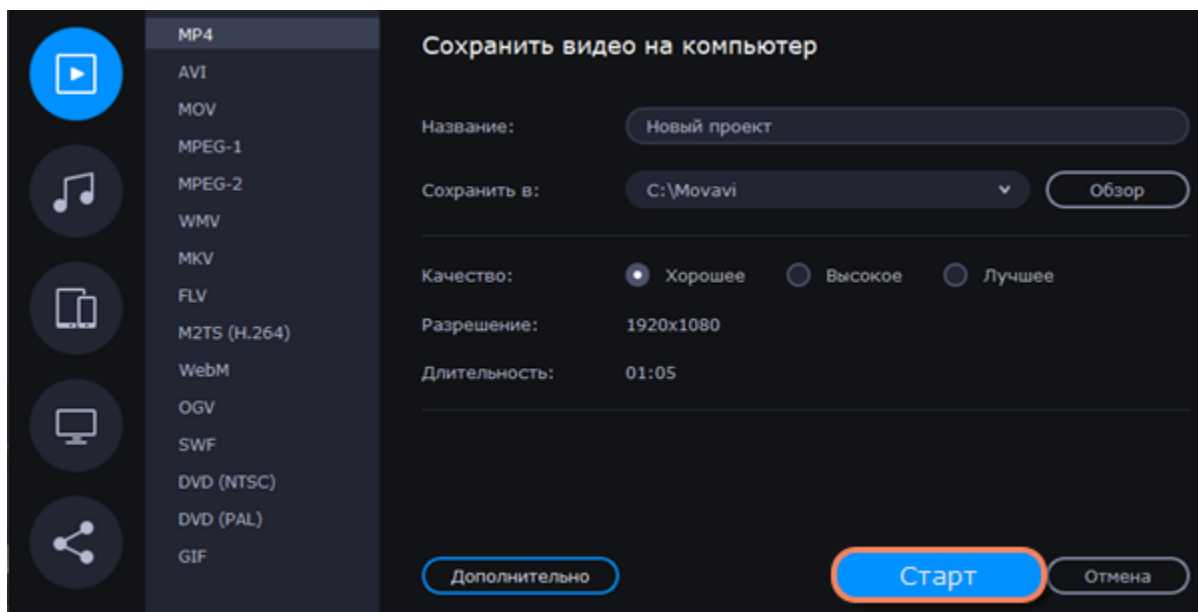 MP4
AVI
MOV
MPEG-1
MPEG-2
WMV
MKV
FLV
M2TS (H.264)
WebM
OGV
SWF
DVD (NTSC)
DVD (PAL)
GIF
Сохранить видео на компьютер
Название: Новый проект
Сохранить в: C:\Movavi Обзор
Качество: Хорошее Высокое Лучшее
Разрешение: 1920x1080
Длительность: 01:05
Дополнительно Старт Отмена